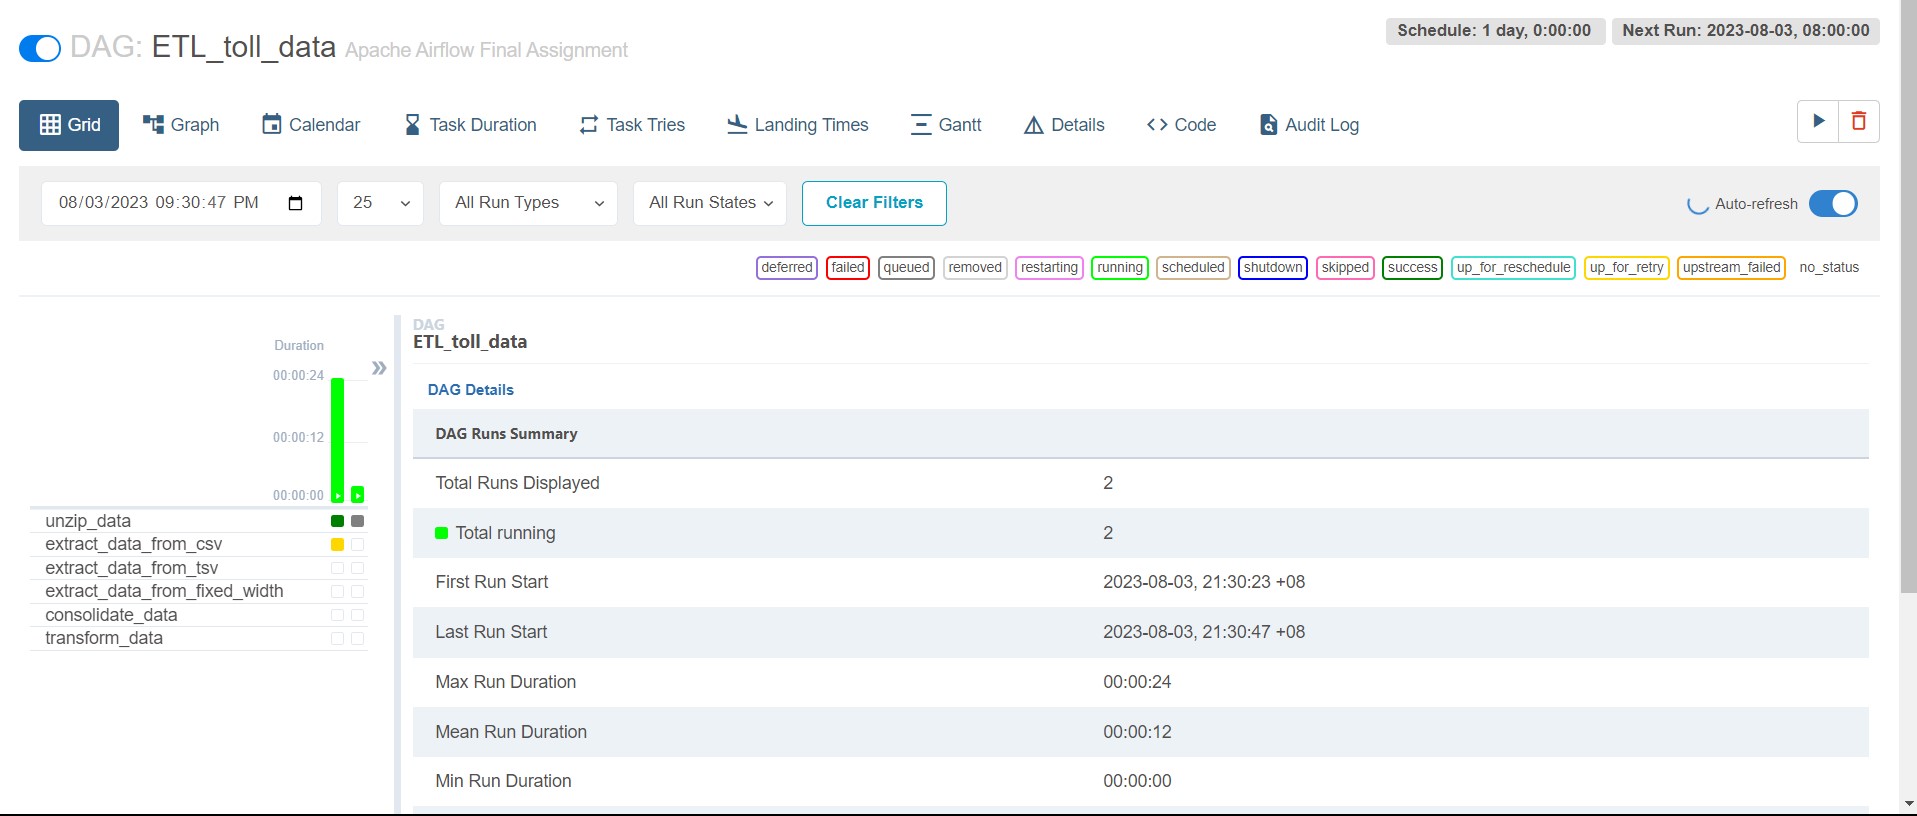 Schedule: 1 day, 0:00:00 Next Run: 2023-08-03, 08:00:00
DAG: ETL_toll_data Apache Airflow Final Assignment
Grid Graph Calendar Task Duration Task Tries Landing Times Gantt Details Code Audit Log
08/03/2023 09:30:47 PM 25 All Run Types All Run States Clear Filters Auto-refresh
deferred failed queued removed restarting running scheduled shutdown skipped success up_for_reschedule up_for_retry upstream_failed no_status
Duration
00:00:24
00:00:12
00:00:00
unzip_data
extract_data_from_csv
extract_data_from_tsv
extract_data_from_fixed_width
consolidate_data
transform_data
DAG
ETL_toll_data
DAG Details
DAG Runs Summary
Total Runs Displayed 2
Total running 2
First Run Start 2023-08-03, 21:30:23 +08
Last Run Start 2023-08-03, 21:30:47 +08
Max Run Duration 00:00:24
Mean Run Duration 00:00:12
Min Run Duration 00:00:00